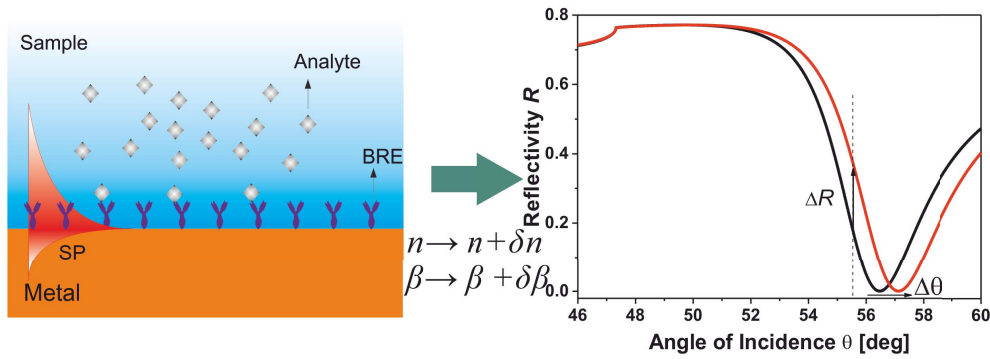 Sample
Analyte
BRE
SP
Metal
n → n + δn
β → β + δβ
Reflectivity R
0.8
0.6
0.4
0.2
0.0
ΔR
Δθ
46 48 50 52 54 56 58 60
Angle of Incidence θ [deg]